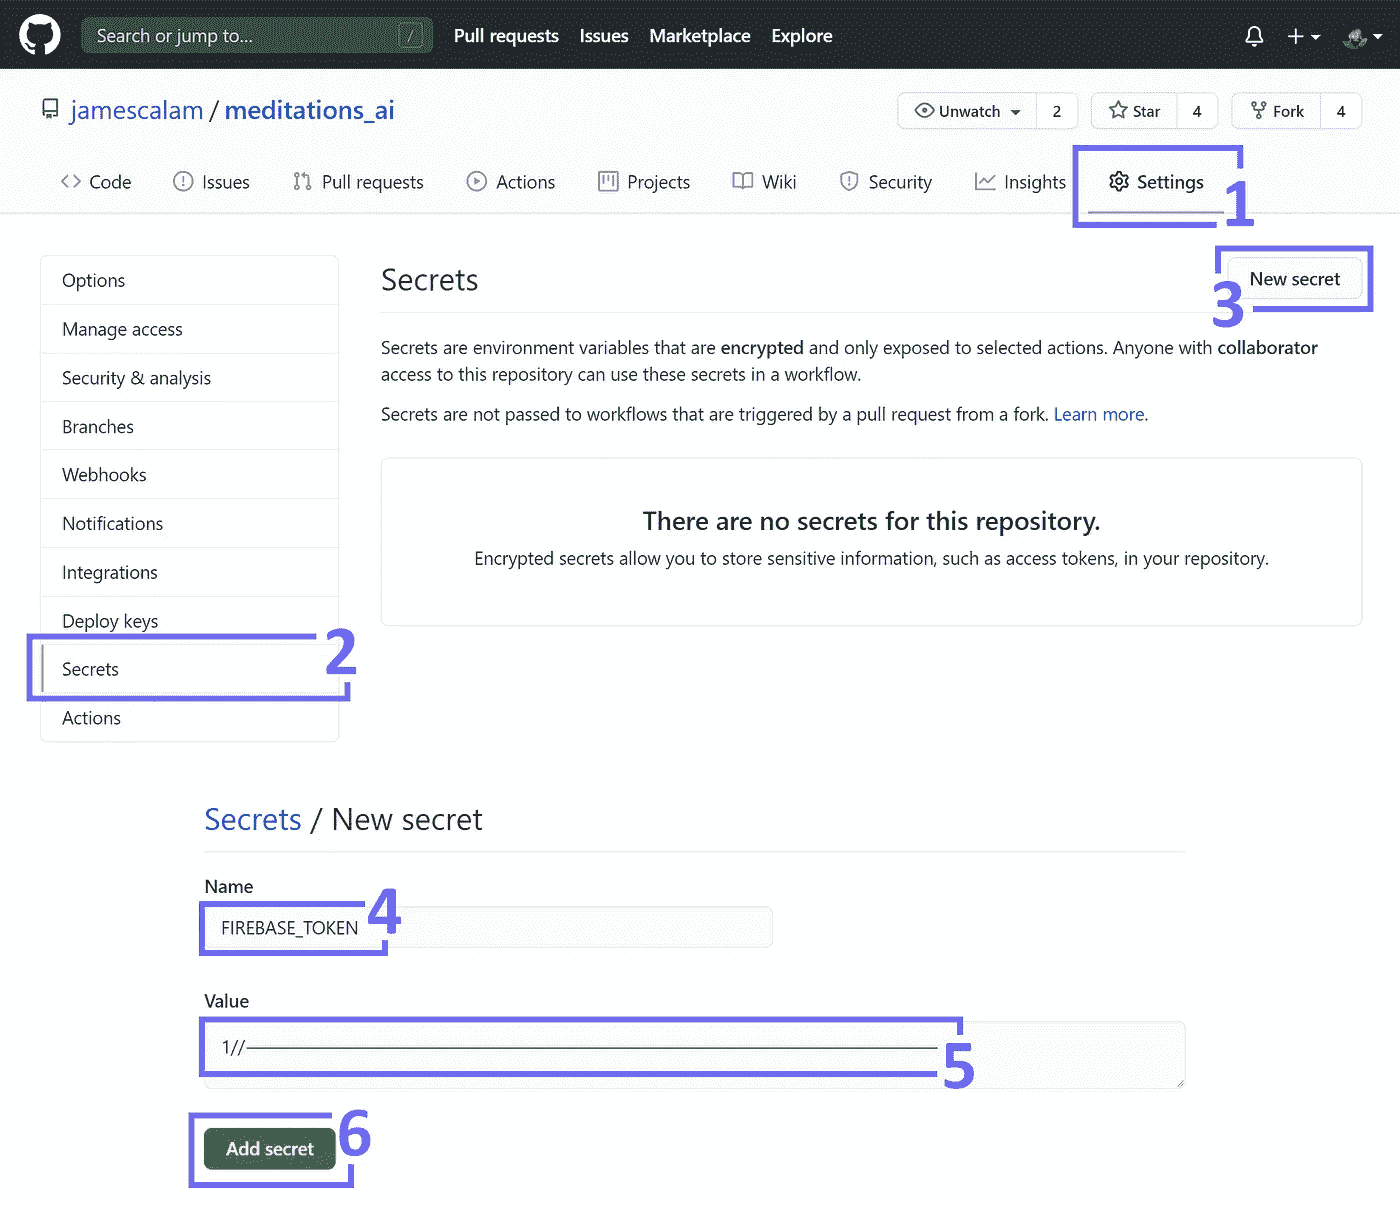 Search or jump to... / Pull requests Issues Marketplace Explore
jamescalam / meditations_ai Unwatch 2 Star 4 Fork 4
Code Issues Pull requests Actions Projects Wiki Security Insights Settings 1
Options
Manage access
Security & analysis
Branches
Webhooks
Notifications
Integrations
Deploy keys
Secrets 2
Actions
Secrets New secret 3
Secrets are environment variables that are encrypted and only exposed to selected actions. Anyone with collaborator
access to this repository can use these secrets in a workflow.
Secrets are not passed to workflows that are triggered by a pull request from a fork. Learn more.
There are no secrets for this repository.
Encrypted secrets allow you to store sensitive information, such as access tokens, in your repository.
Secrets / New secret
Name
FIREBASE_TOKEN 4
Value
1// 5
Add secret 6